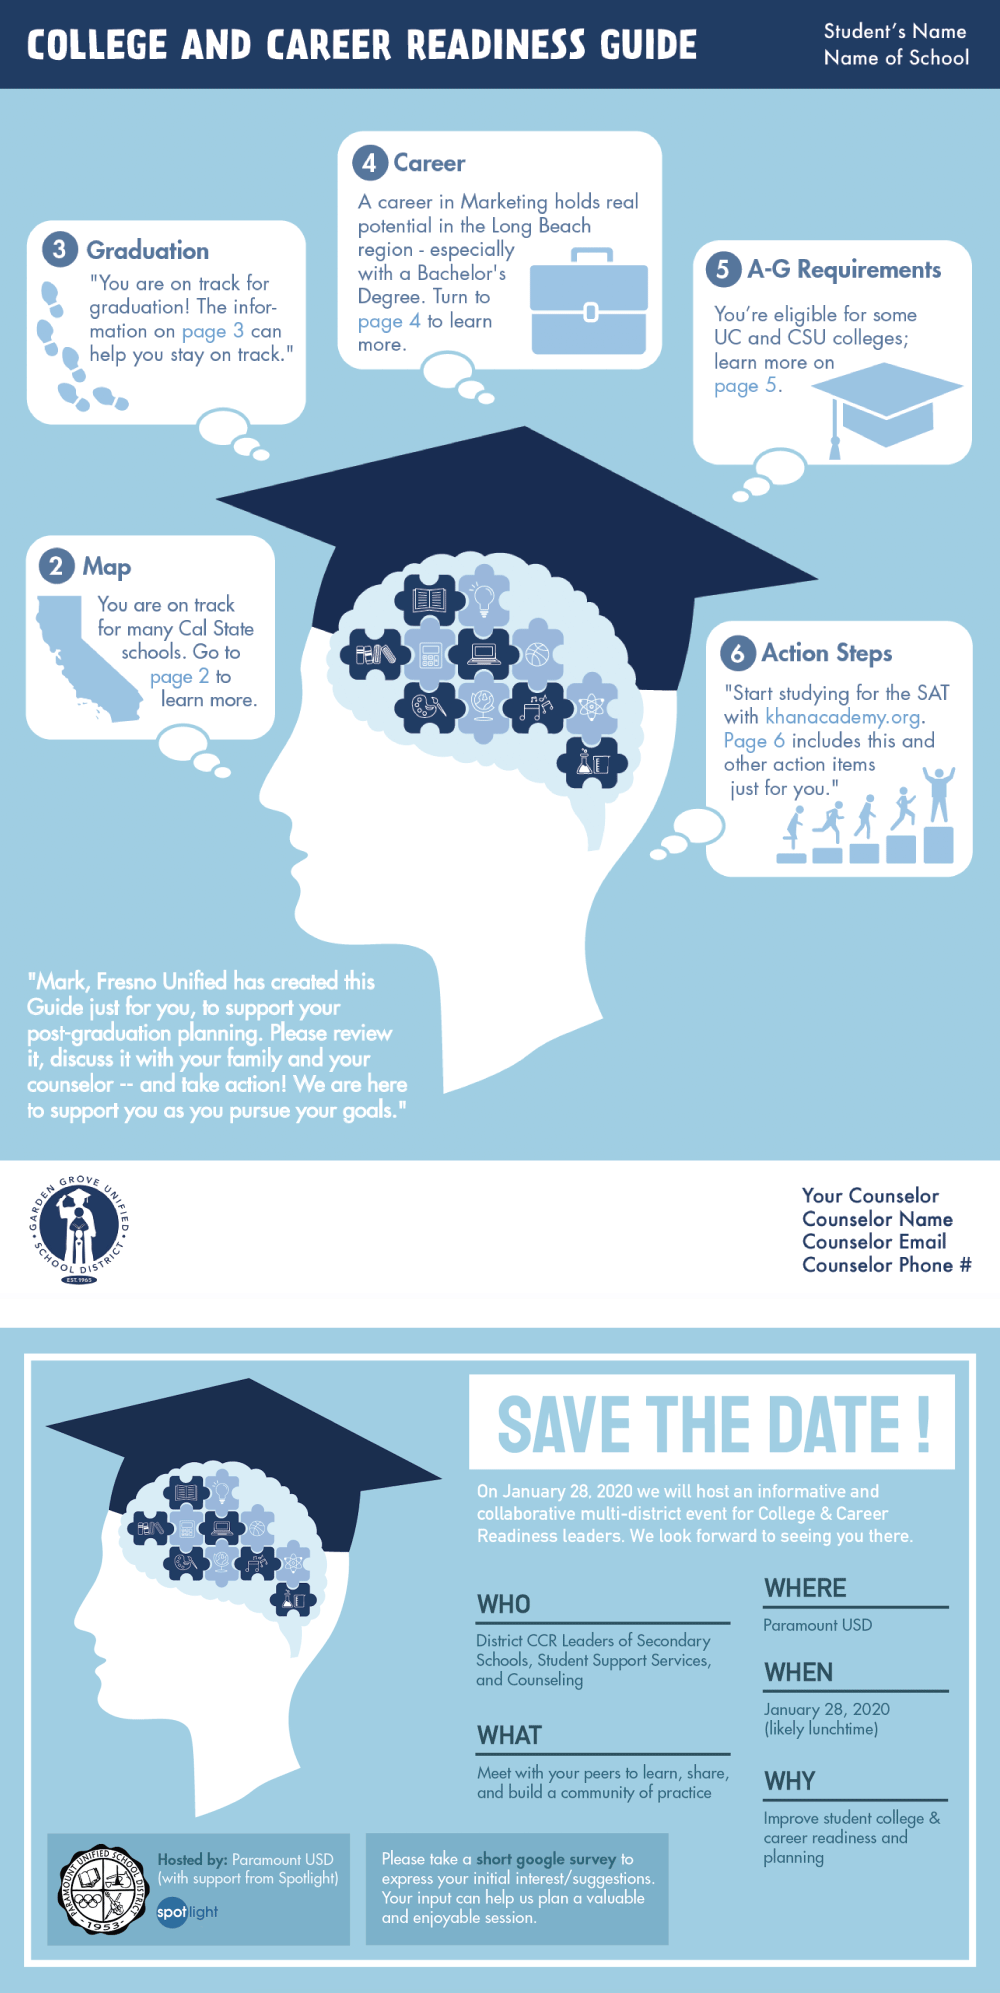 COLLEGE AND CAREER READINESS GUIDE
Student's Name
Name of School
4 Career
A career in Marketing holds real
potential in the Long Beach
region - especially
with a Bachelor's
Degree. Turn to
page 4 to learn
more.
3 Graduation
"You are on track for
graduation! The infor-
mation on page 3 can
help you stay on track."
5 A-G Requirements
You're eligible for some
UC and CSU colleges;
learn more on
page 5.
2 Map
You are on track
for many Cal State
schools. Go to
page 2 to
learn more.
6 Action Steps
"Start studying for the SAT
with khanacademy.org.
Page 6 includes this and
other action items
just for you."
"Mark, Fresno Unified has created this
Guide just for you, to support your
post-graduation planning. Please review
it, discuss it with your family and your
counselor -- and take action! We are here
to support you as you pursue your goals."
GARDEN GROVE UNIFIED
SCHOOL DISTRICT
EST. 1965
Your Counselor
Counselor Name
Counselor Email
Counselor Phone #
SAVE THE DATE !
On January 28, 2020 we will host an informative and
collaborative multi-district event for College & Career
Readiness leaders. We look forward to seeing you there.
WHO
District CCR Leaders of Secondary
Schools, Student Support Services,
and Counseling
WHAT
Meet with your peers to learn, share,
and build a community of practice
WHERE
Paramount USD
WHEN
January 28, 2020
(likely lunchtime)
WHY
Improve student college &
career readiness and
planning
PARAMOUNT UNIFIED SCHOOL DISTRICT
-1953-
Hosted by: Paramount USD
(with support from Spotlight)
spotlight
Please take a short google survey to
express your initial interest/suggestions.
Your input can help us plan a valuable
and enjoyable session.